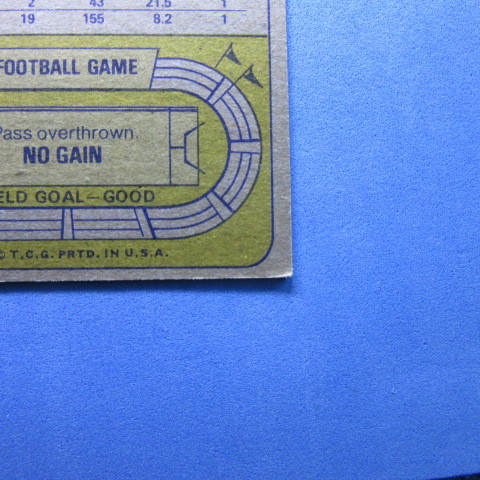 2 43 21.5 1
19 155 8.2 1
FOOTBALL GAME
Pass overthrown.
NO GAIN
ELD GOAL—GOOD
© T.C.G. PRTD. IN U.S.A.